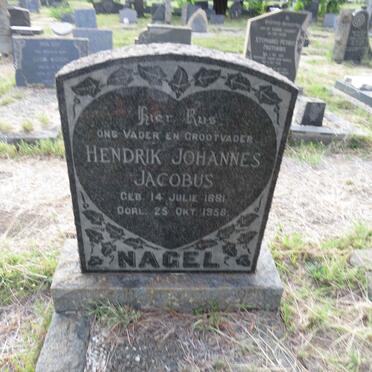 Hier Rus
ONS VADER EN GROOTVADER
HENDRIK JOHANNES
JACOBUS
GEB. 14 JULIE 1881
OORL. 25 OKT. 1958
NAGEL